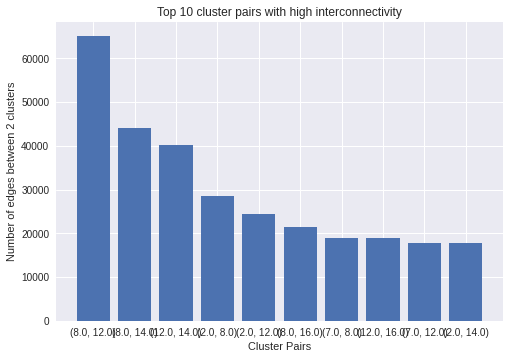 Top 10 cluster pairs with high interconnectivity
Number of edges between 2 clusters
60000
50000
40000
30000
20000
10000
0
(8.0, 12.0) (8.0, 14.0) (12.0, 14.0) (2.0, 8.0) (2.0, 12.0) (8.0, 16.0) (7.0, 8.0) (12.0, 16.0) (7.0, 12.0) (2.0, 14.0)
Cluster Pairs